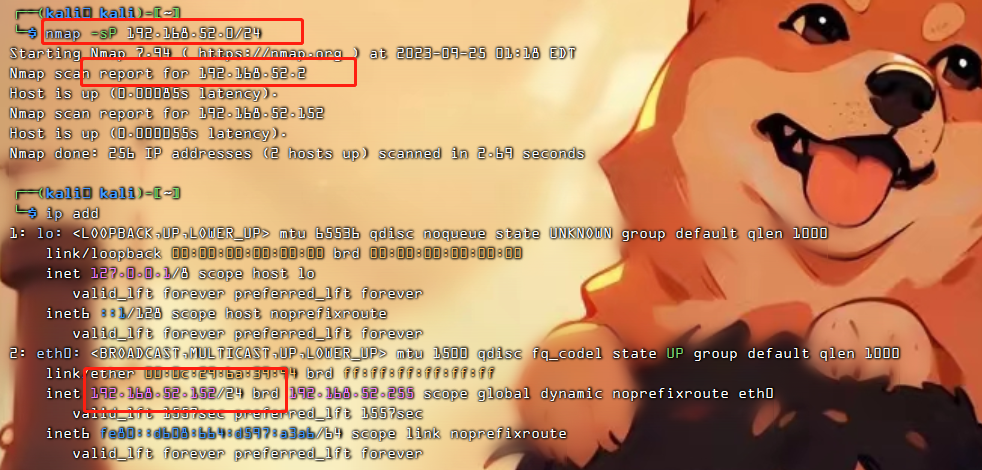 ┌──(kali㉿ kali)-[~]
└─$ nmap -sP 192.168.52.0/24
Starting Nmap 7.94 ( https://nmap.org ) at 2023-09-25 01:18 EDT
Nmap scan report for 192.168.52.2
Host is up (0.00085s latency).
Nmap scan report for 192.168.52.152
Host is up (0.000055s latency).
Nmap done: 256 IP addresses (2 hosts up) scanned in 2.69 seconds
┌──(kali㉿ kali)-[~]
└─$ ip add
1: lo: <LOOPBACK,UP,LOWER_UP> mtu 65536 qdisc noqueue state UNKNOWN group default qlen 1000
link/loopback 00:00:00:00:00:00 brd 00:00:00:00:00:00
inet 127.0.0.1/8 scope host lo
valid_lft forever preferred_lft forever
inet6 ::1/128 scope host noprefixroute
valid_lft forever preferred_lft forever
2: eth0: <BROADCAST,MULTICAST,UP,LOWER_UP> mtu 1500 qdisc fq_codel state UP group default qlen 1000
link/ether 00:0c:29:6a:39:94 brd ff:ff:ff:ff:ff:ff
inet 192.168.52.152/24 brd 192.168.52.255 scope global dynamic noprefixroute eth0
valid_lft 1557sec preferred_lft 1557sec
inet6 fe80::d608:664:d597:a3a6/64 scope link noprefixroute
valid_lft forever preferred_lft forever